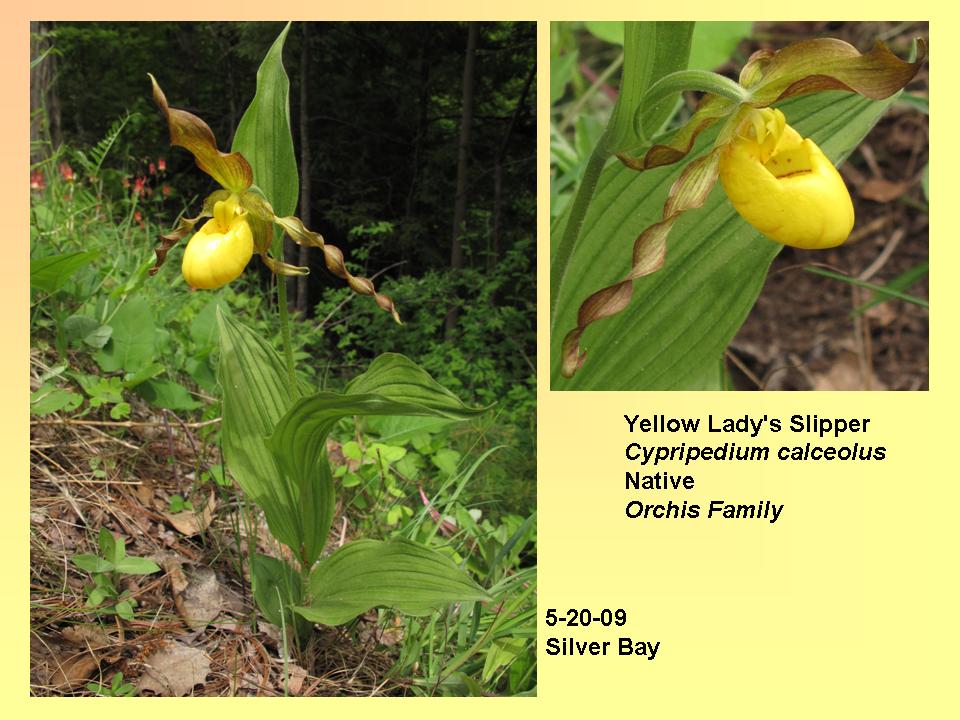 Yellow Lady's Slipper
Cypripedium calceolus
Native
Orchis Family
5-20-09
Silver Bay